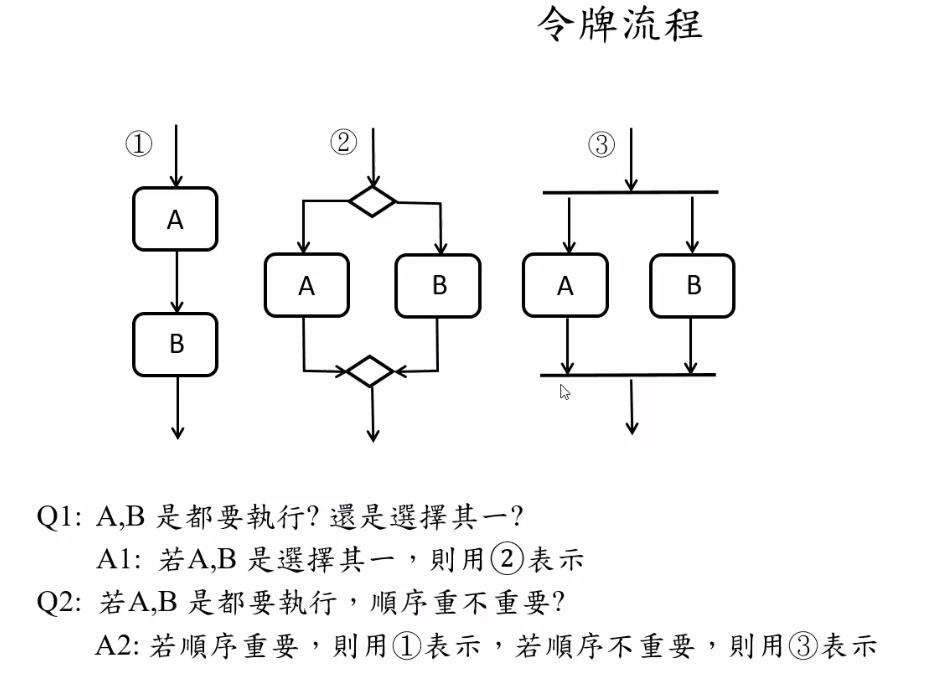 令牌流程
① ② ③
A
A B A B
B
Q1: A,B 是都要執行? 還是選擇其一?
A1: 若A,B 是選擇其一，則用②表示
Q2: 若A,B 是都要執行，順序重不重要?
A2: 若順序重要，則用①表示，若順序不重要，則用③表示